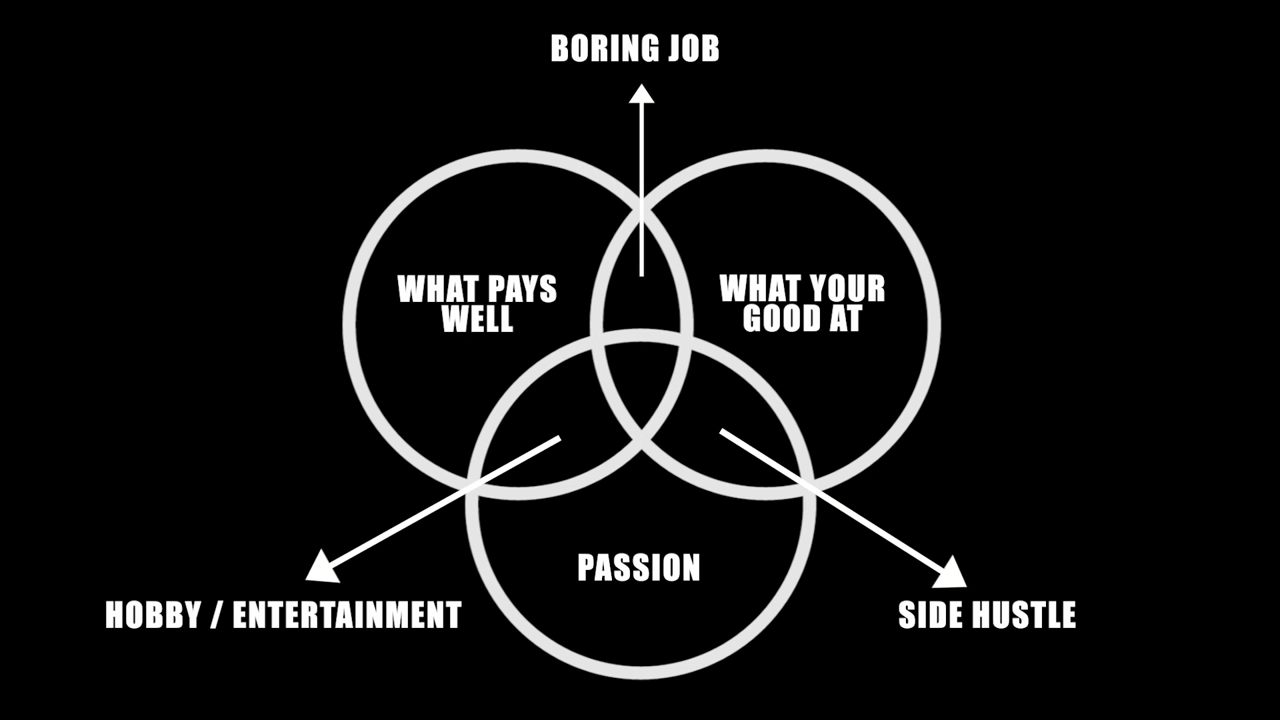 BORING JOB
WHAT PAYS
WELL
WHAT YOUR
GOOD AT
PASSION
HOBBY / ENTERTAINMENT
SIDE HUSTLE